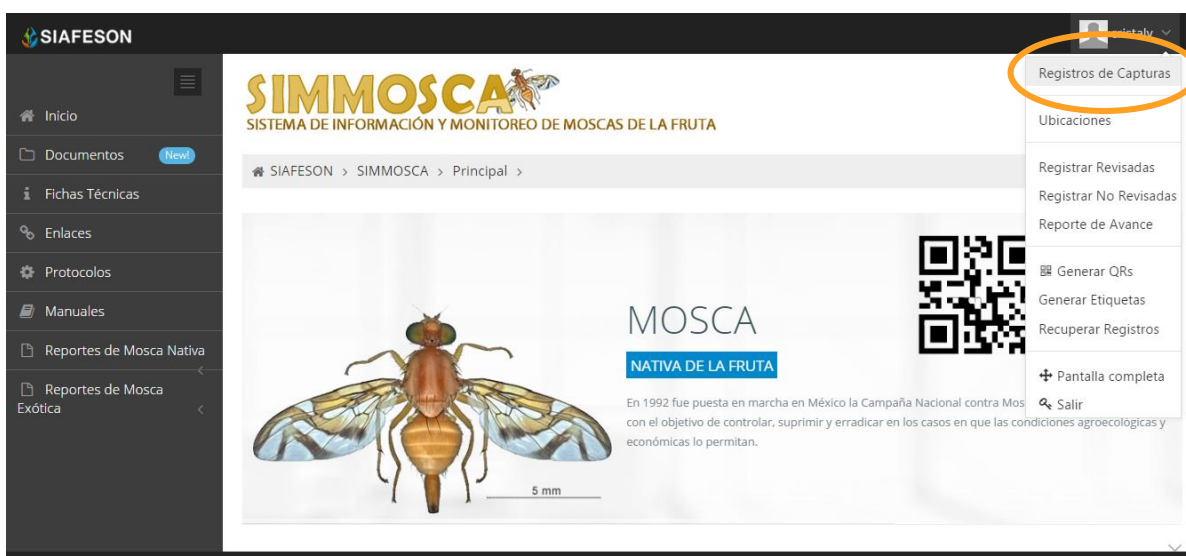 SIAFESON
cristaly
Registros de Capturas
Ubicaciones
Registrar Revisadas
Registrar No Revisadas
Reporte de Avance
Generar QRs
Generar Etiquetas
Recuperar Registros
Pantalla completa
Salir
Inicio
Documentos New!
Fichas Técnicas
Enlaces
Protocolos
Manuales
Reportes de Mosca Nativa
Reportes de Mosca
Exótica
SIMMOSCA
SISTEMA DE INFORMACIÓN Y MONITOREO DE MOSCAS DE LA FRUTA
SIAFESON > SIMMOSCA > Principal >
MOSCA
NATIVA DE LA FRUTA
En 1992 fue puesta en marcha en México la Campaña Nacional contra Mos
con el objetivo de controlar, suprimir y erradicar en los casos en que las condiciones agroecológicas y
económicas lo permitan.
5 mm